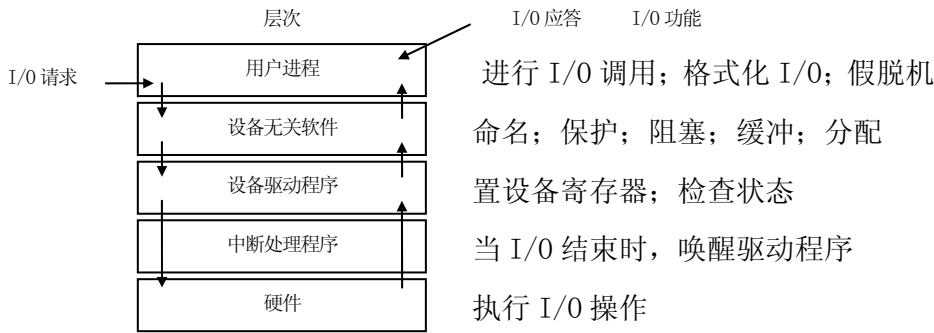 层次 I/O 应答 I/O 功能
用户进程 进行 I/O 调用；格式化 I/O；假脱机
I/O 请求
设备无关软件 命名；保护；阻塞；缓冲；分配
设备驱动程序 置设备寄存器；检查状态
中断处理程序 当 I/O 结束时，唤醒驱动程序
硬件 执行 I/O 操作